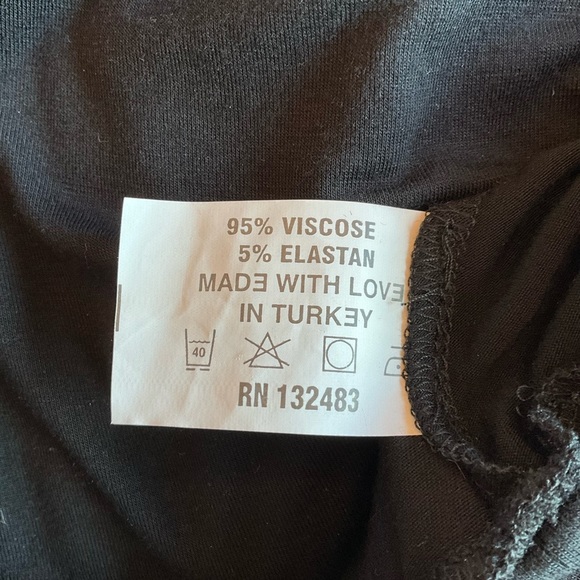 95% VISCOSE
5% ELASTAN
MADƎ WITH LOVƎ
IN TURKƎY
40
RN 132483